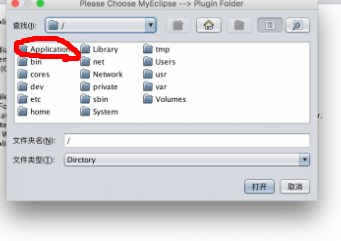 Please Choose MyEclipse --> Plugin Folder
查找(I): /
Applications Library tmp
bin net Users
cores Network usr
dev private var
etc sbin Volumes
home System
文件夹名(N): /
文件类型(T): Dirctory
打开 取消